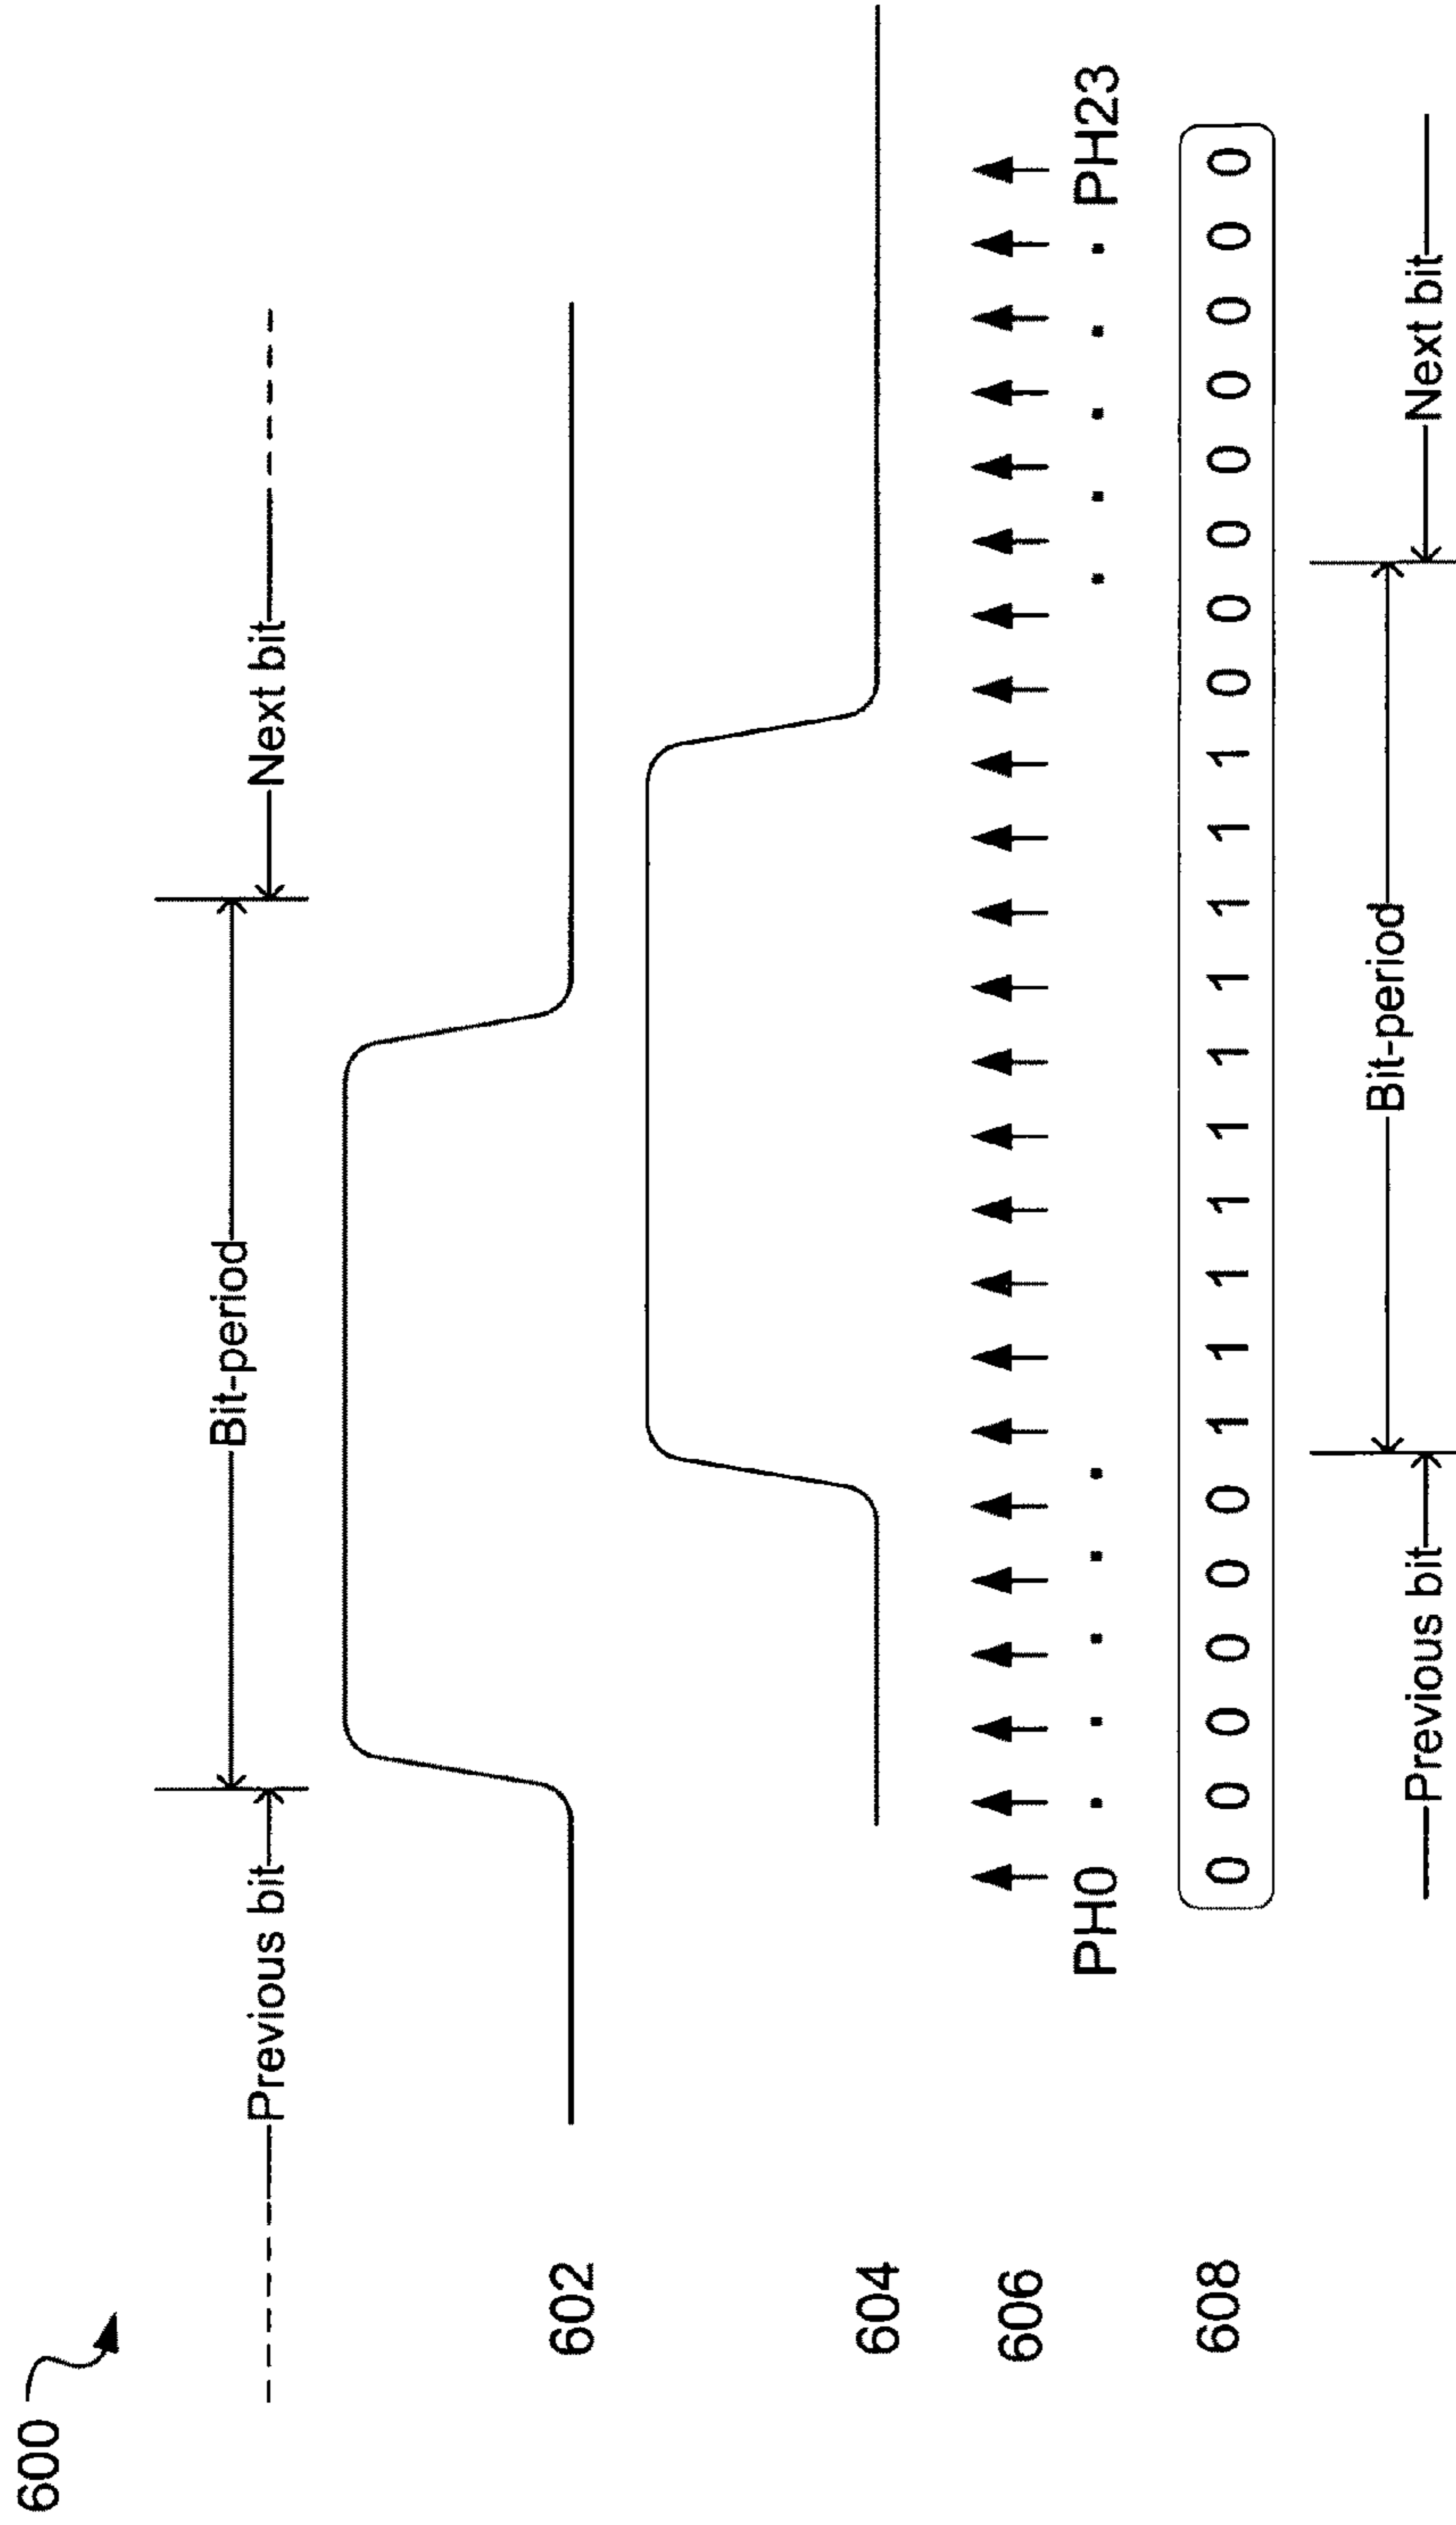 600
Bit-period
Previous bit Next bit
602
604
606
PH0 . . . . . . . . . . PH23
608 0 0 0 0 0 0 1 1 1 1 1 1 1 1 1 1 0 0 0 0 0 0 0 0
Bit-period
Previous bit Next bit